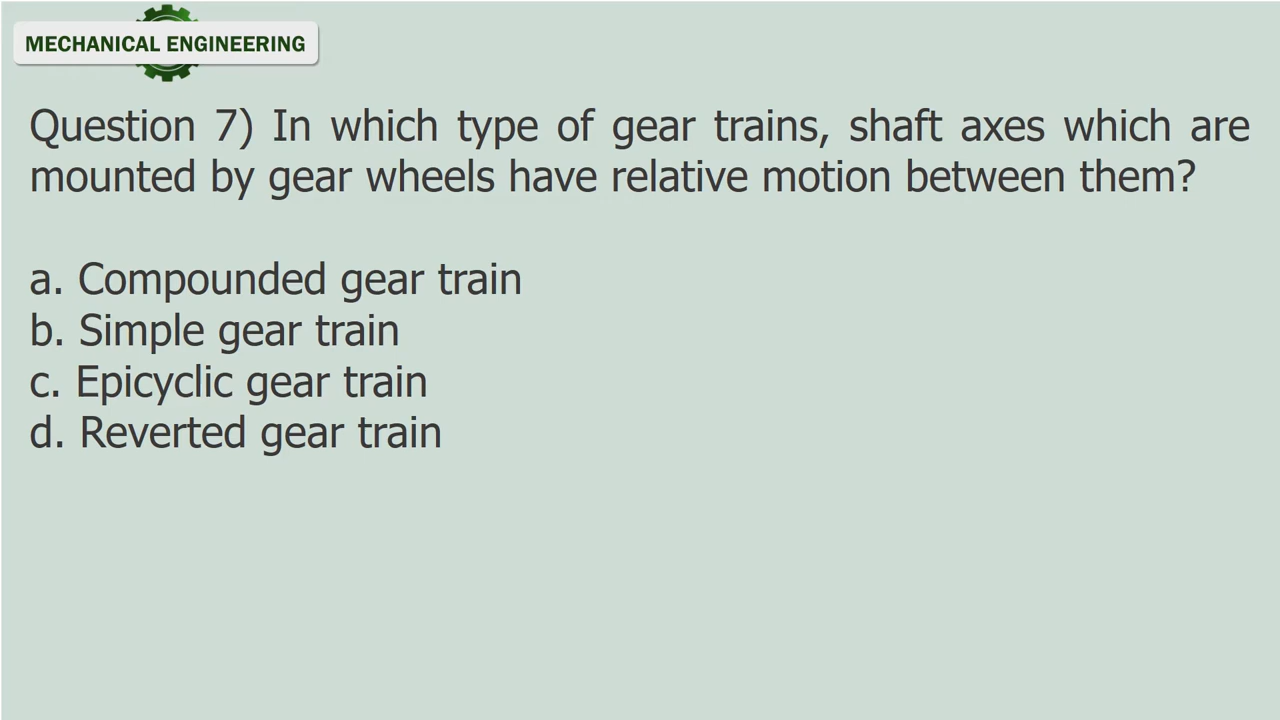 MECHANICAL ENGINEERING
Question 7) In which type of gear trains, shaft axes which are
mounted by gear wheels have relative motion between them?
a. Compounded gear train
b. Simple gear train
c. Epicyclic gear train
d. Reverted gear train